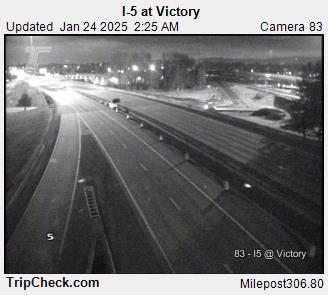 I-5 at Victory
Updated  Jan 24 2025  2:25 AM
Camera 83
83 - I5 @ Victory
TripCheck.com
Milepost306.80